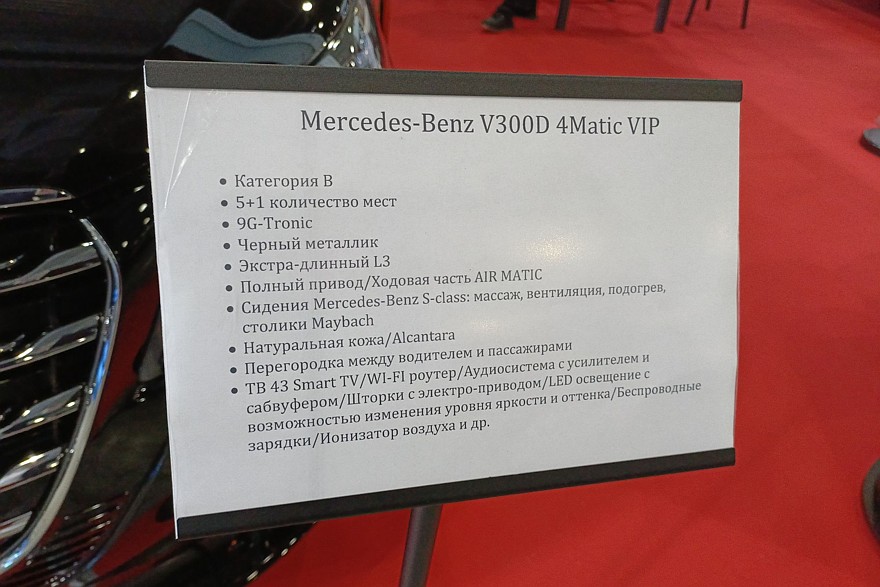 Mercedes-Benz V300D 4Matic VIP
• Категория В
• 5+1 количество мест
• 9G-Tronic
• Черный металлик
• Экстра-длинный L3
• Полный привод/Ходовая часть AIR MATIC
• Сидения Mercedes-Benz S-class: массаж, вентиляция, подогрев,
столики Maybach
• Натуральная кожа/Alcantara
• Перегородка между водителем и пассажирами
• ТВ 43 Smart TV/WI-FI роутер/Аудиосистема с усилителем и
сабвуфером/Шторки с электро-приводом/LED освещение с
возможностью изменения уровня яркости и оттенка/Беспроводные
зарядки/Ионизатор воздуха и др.